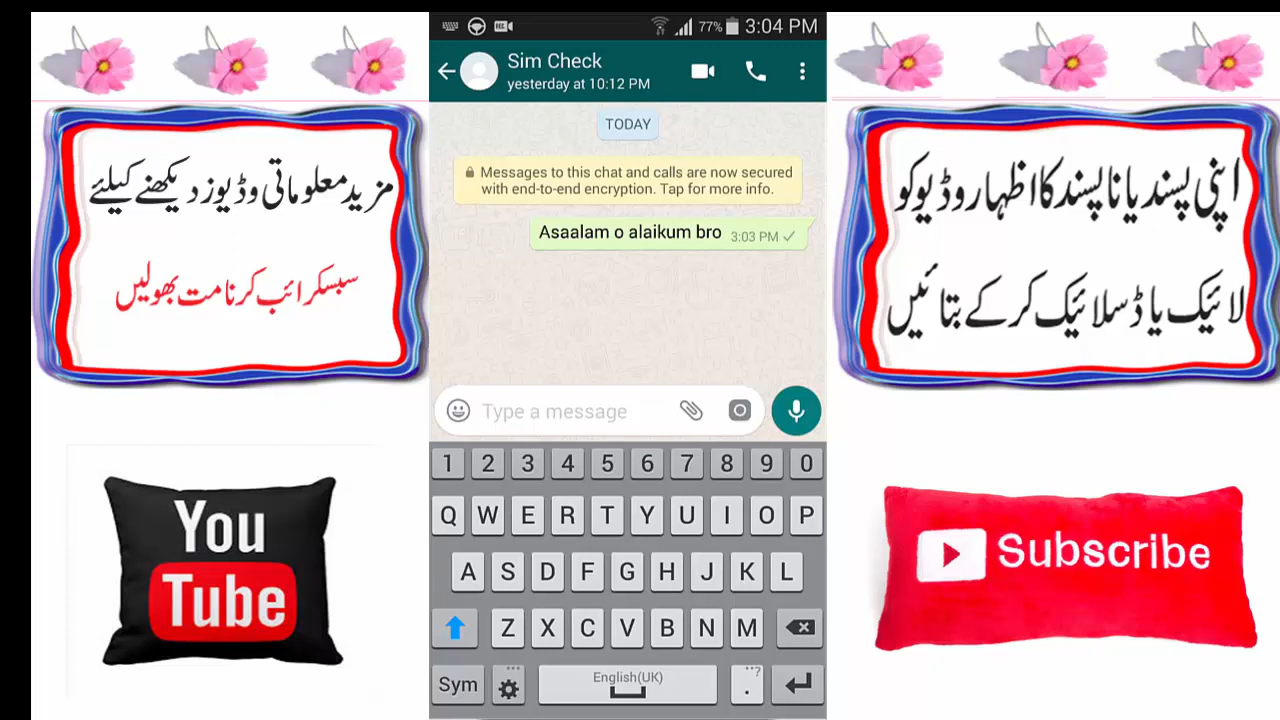 مزید معلوماتی وڈیوز دیکھنے کیلئے
سبسکرائب کرنا مت بھولیں
You
Tube
77% 3:04 PM
Sim Check
yesterday at 10:12 PM
TODAY
Messages to this chat and calls are now secured
with end-to-end encryption. Tap for more info.
Asaalam o alaikum bro 3:03 PM
Type a message
1 2 3 4 5 6 7 8 9 0
Q W E R T Y U I O P
A S D F G H J K L
Z X C V B N M
Sym English(UK) . ,,?
اپنی پسند یا نا پسند کا اظہار وڈیو کو
لائیک یا ڈسلائیک کر کے بتائیں
Subscribe